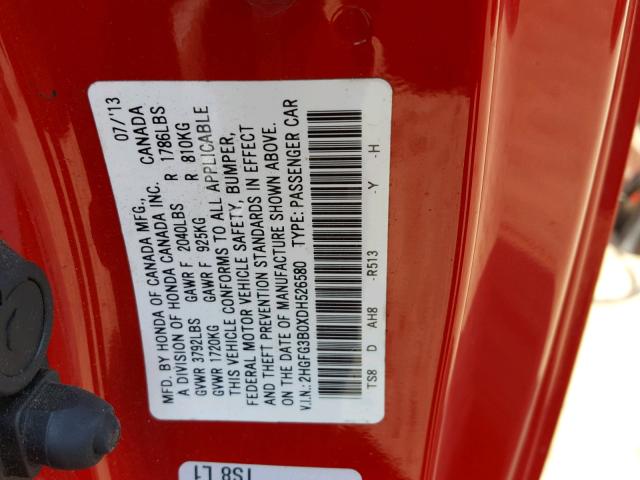 MFD. BY HONDA OF CANADA MFG., 07/13
A DIVISION OF HONDA CANADA INC. CANADA
GVWR 3792LBS GAWR F 2040LBS R 1786LBS
GVWR 1720KG GAWR F 925KG R 810KG
THIS VEHICLE CONFORMS TO ALL APPLICABLE
FEDERAL MOTOR VEHICLE SAFETY, BUMPER,
AND THEFT PREVENTION STANDARDS IN EFFECT
ON THE DATE OF MANUFACTURE SHOWN ABOVE.
V.I.N.: 2HGFG3B0XDH526580 TYPE: PASSENGER CAR
TS8 D AH8 -R513 -Y -H
TS8 L1